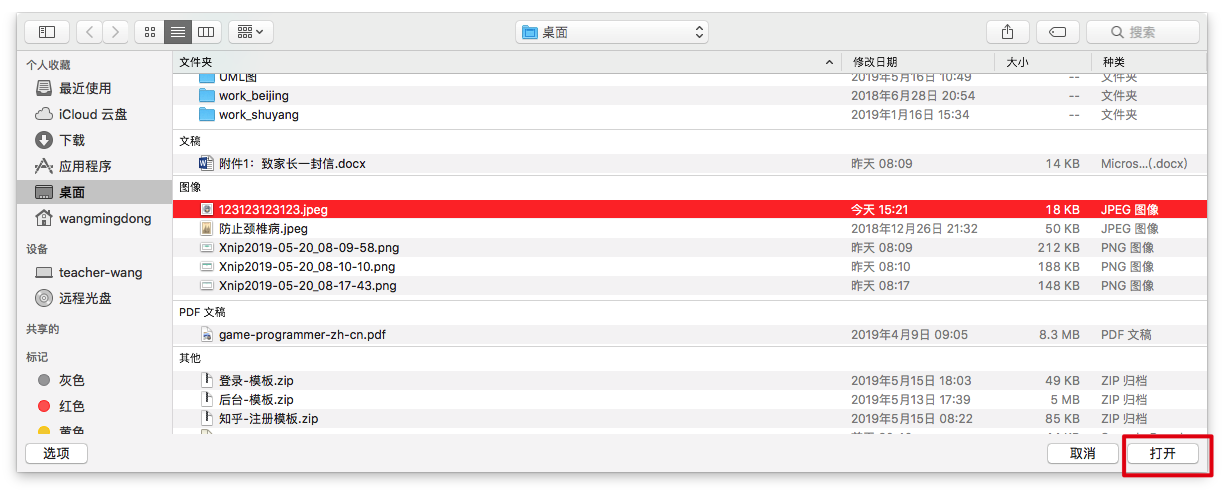 桌面
搜索
个人收藏
最近使用
iCloud 云盘
下载
应用程序
桌面
wangmingdong
设备
teacher-wang
远程光盘
共享的
标记
灰色
红色
黄色
文件夹 修改日期 大小 种类
UML图 2019年5月16日 10:49 -- 文件夹
work_beijing 2018年6月28日 20:54 -- 文件夹
work_shuyang 2019年1月16日 15:34 -- 文件夹
文稿
附件1：致家长一封信.docx 昨天 08:09 14 KB Micros...(.docx)
图像
123123123123.jpeg 今天 15:21 18 KB JPEG 图像
防止颈椎病.jpeg 2018年12月26日 21:32 50 KB JPEG 图像
Xnip2019-05-20_08-09-58.png 昨天 08:09 212 KB PNG 图像
Xnip2019-05-20_08-10-10.png 昨天 08:10 188 KB PNG 图像
Xnip2019-05-20_08-17-43.png 昨天 08:17 148 KB PNG 图像
PDF 文稿
game-programmer-zh-cn.pdf 2019年4月9日 09:05 8.3 MB PDF 文稿
其他
登录-模板.zip 2019年5月15日 18:03 49 KB ZIP 归档
后台-模板.zip 2019年5月13日 17:39 5 MB ZIP 归档
知乎-注册模板.zip 2019年5月15日 08:22 85 KB ZIP 归档
选项 取消 打开